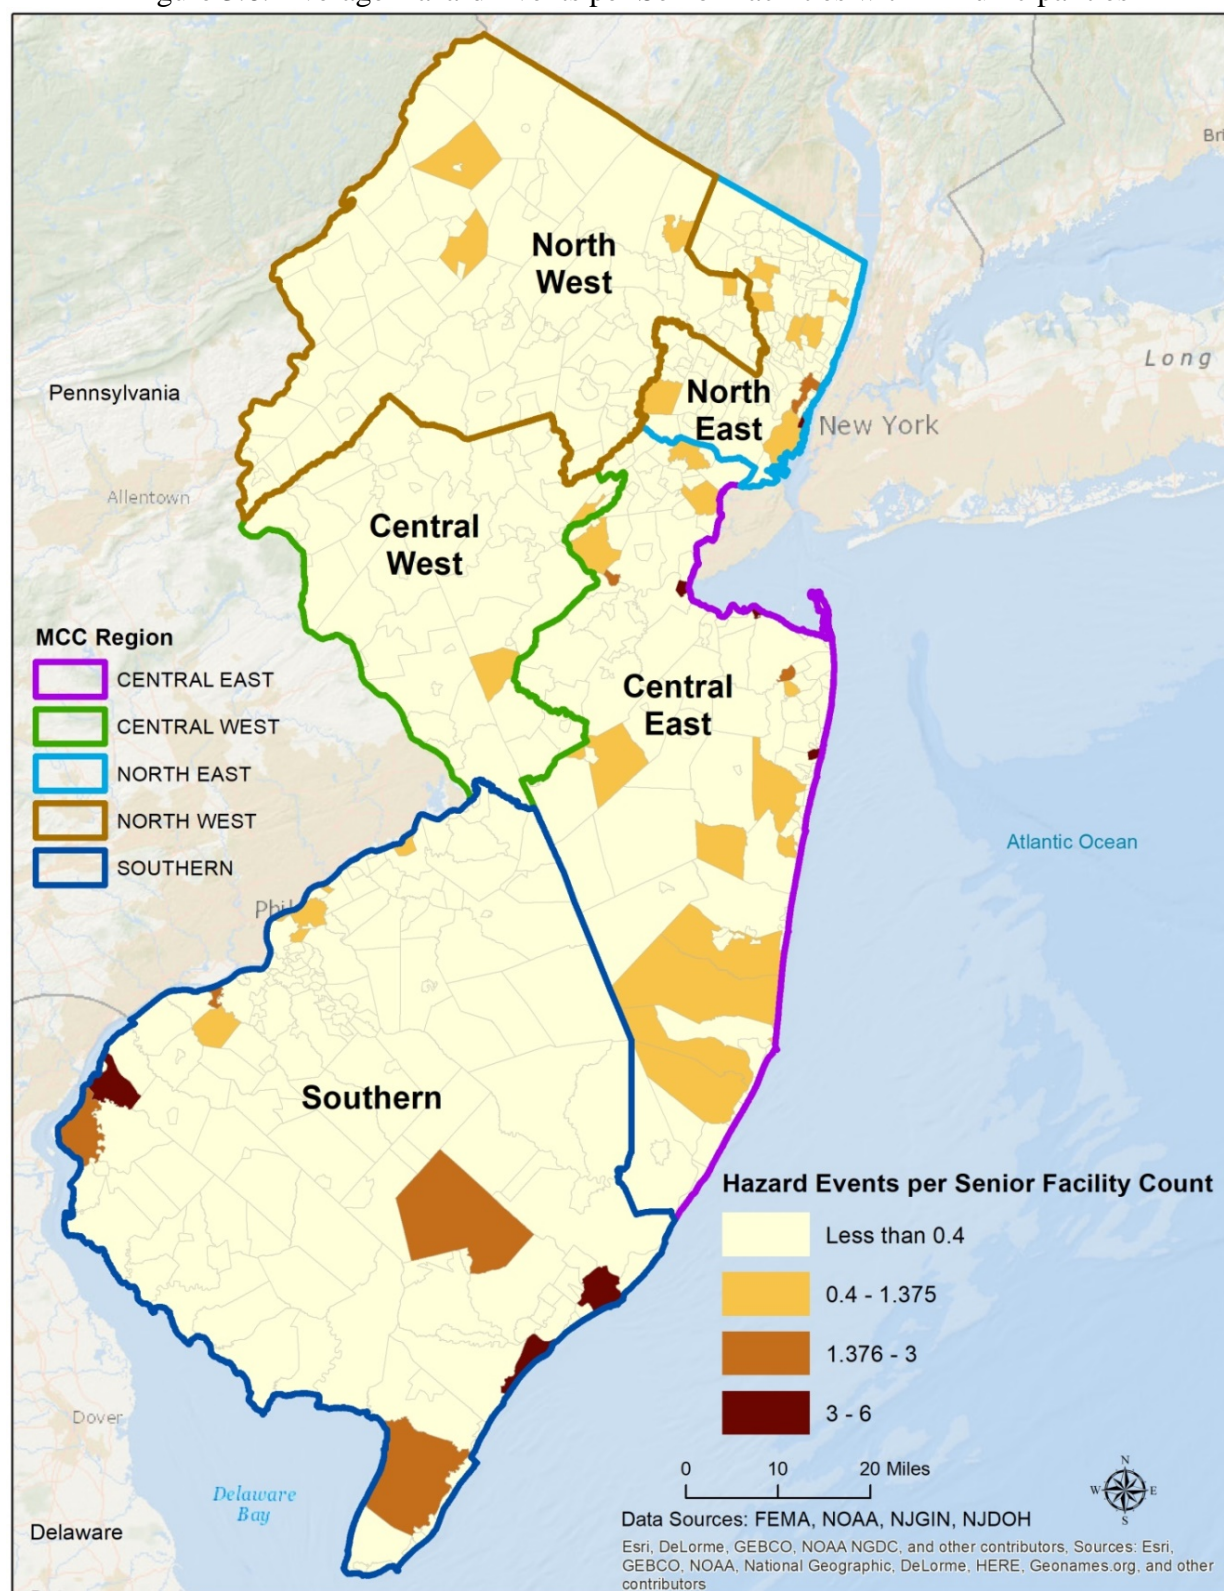 North
West
Bri
Long
Pennsylvania
North
East
New York
Allentown
Central
West
MCC Region
CENTRAL EAST
CENTRAL WEST
NORTH EAST
NORTH WEST
SOUTHERN
Central
East
Atlantic Ocean
Phil
Southern
Hazard Events per Senior Facility Count
Less than 0.4
0.4 - 1.375
1.376 - 3
3 - 6
Dover
Delaware
Bay
Delaware
0 10 20 Miles
N
W E
S
Data Sources: FEMA, NOAA, NJGIN, NJDOH
Esri, DeLorme, GEBCO, NOAA NGDC, and other contributors, Sources: Esri,
GEBCO, NOAA, National Geographic, DeLorme, HERE, Geonames.org, and other
contributors